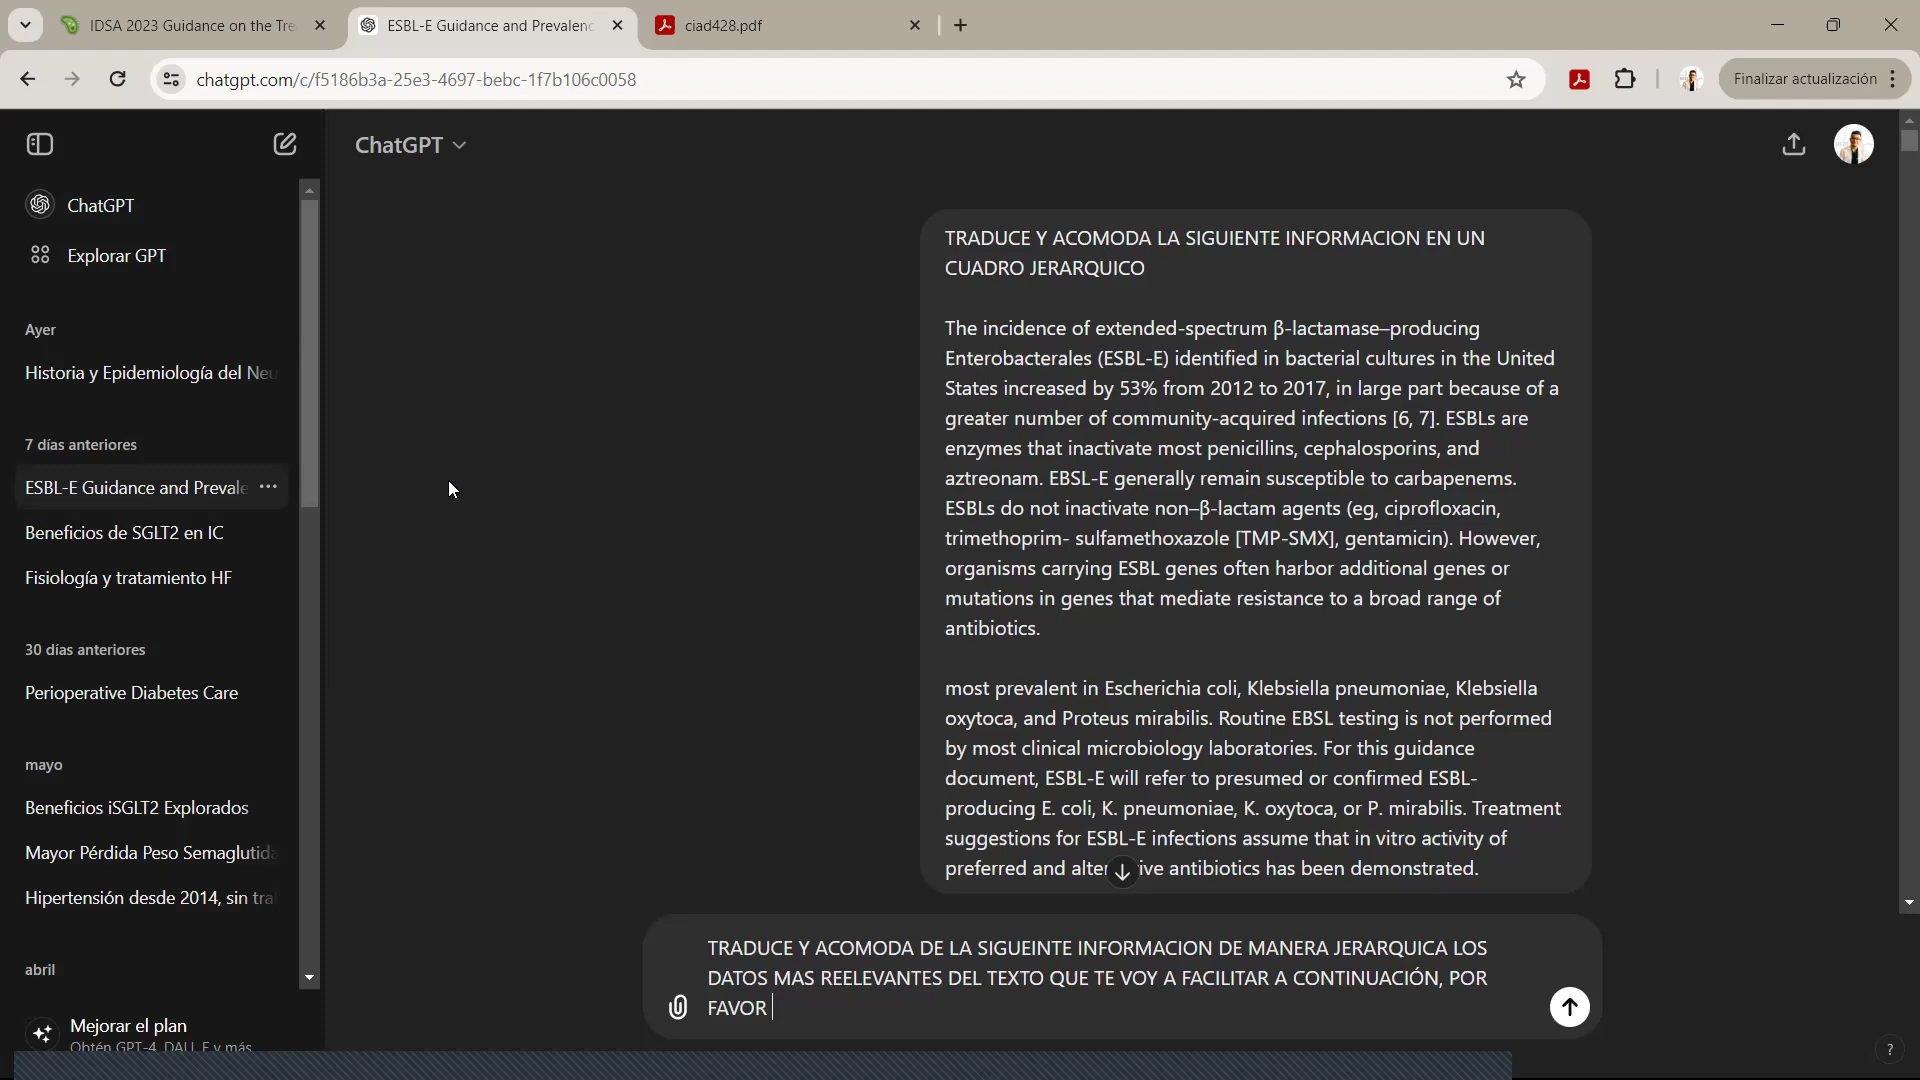 IDSA 2023 Guidance on the Tre
ESBL-E Guidance and Prevalenc
ciad428.pdf
chatgpt.com/c/f5186b3a-25e3-4697-bebc-1f7b106c0058
Finalizar actualización
ChatGPT
ChatGPT
Explorar GPT
Ayer
Historia y Epidemiología del Neu
7 días anteriores
ESBL-E Guidance and Prevale
Beneficios de SGLT2 en IC
Fisiología y tratamiento HF
30 días anteriores
Perioperative Diabetes Care
mayo
Beneficios iSGLT2 Explorados
Mayor Pérdida Peso Semaglutida
Hipertensión desde 2014, sin tra
abril
Mejorar el plan
Obtén GPT-4, DALL·E y más
TRADUCE Y ACOMODA LA SIGUIENTE INFORMACION EN UN
CUADRO JERARQUICO
The incidence of extended-spectrum β-lactamase–producing
Enterobacterales (ESBL-E) identified in bacterial cultures in the United
States increased by 53% from 2012 to 2017, in large part because of a
greater number of community-acquired infections [6, 7]. ESBLs are
enzymes that inactivate most penicillins, cephalosporins, and
aztreonam. EBSL-E generally remain susceptible to carbapenems.
ESBLs do not inactivate non–β-lactam agents (eg, ciprofloxacin,
trimethoprim- sulfamethoxazole [TMP-SMX], gentamicin). However,
organisms carrying ESBL genes often harbor additional genes or
mutations in genes that mediate resistance to a broad range of
antibiotics.
most prevalent in Escherichia coli, Klebsiella pneumoniae, Klebsiella
oxytoca, and Proteus mirabilis. Routine EBSL testing is not performed
by most clinical microbiology laboratories. For this guidance
document, ESBL-E will refer to presumed or confirmed ESBL-
producing E. coli, K. pneumoniae, K. oxytoca, or P. mirabilis. Treatment
suggestions for ESBL-E infections assume that in vitro activity of
preferred and alter ive antibiotics has been demonstrated.
TRADUCE Y ACOMODA DE LA SIGUEINTE INFORMACION DE MANERA JERARQUICA LOS
DATOS MAS REELEVANTES DEL TEXTO QUE TE VOY A FACILITAR A CONTINUACIÓN, POR
FAVOR
?